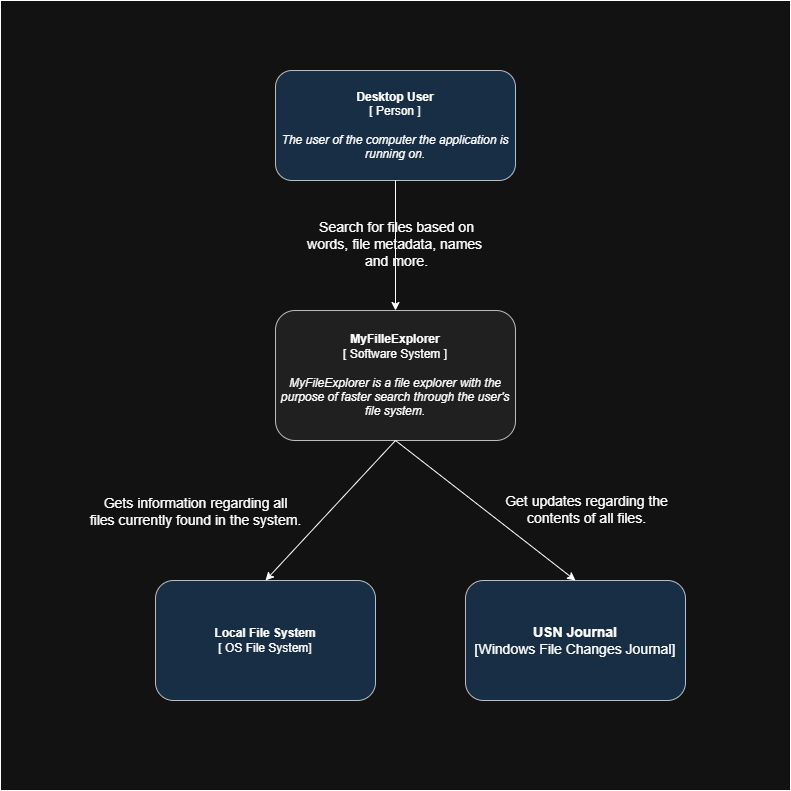 Desktop User
[ Person ]
The user of the computer the application is
running on.
Search for files based on
words, file metadata, names
and more.
MyFilleExplorer
[ Software System ]
MyFileExplorer is a file explorer with the
purpose of faster search through the user's
file system.
Gets information regarding all
files currently found in the system.
Get updates regarding the
contents of all files.
Local File System
[ OS File System]
USN Journal
[Windows File Changes Journal]